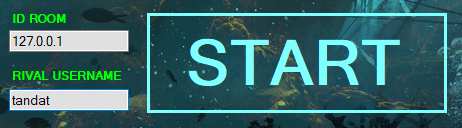 ID ROOM
127.0.0.1
RIVAL USERNAME
tandat
START